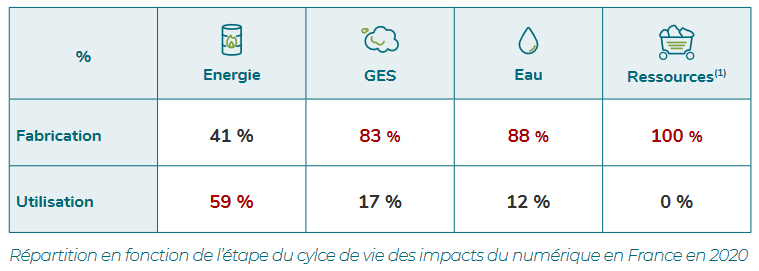 %
Energie
GES
Eau
Ressources(1)
Fabrication
41 %
83 %
88 %
100 %
Utilisation
59 %
17 %
12 %
0 %
Répartition en fonction de l'étape du cylce de vie des impacts du numérique en France en 2020